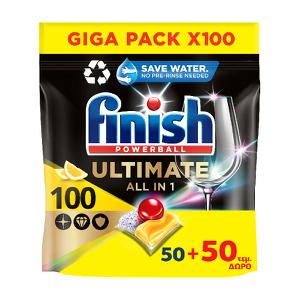 GIGA PACK X100
SAVE WATER.
NO PRE-RINSE NEEDED
finish
POWERBALL
ULTIMATE
ALL IN 1
100
50+50 τεμ.
ΔΩΡΟ